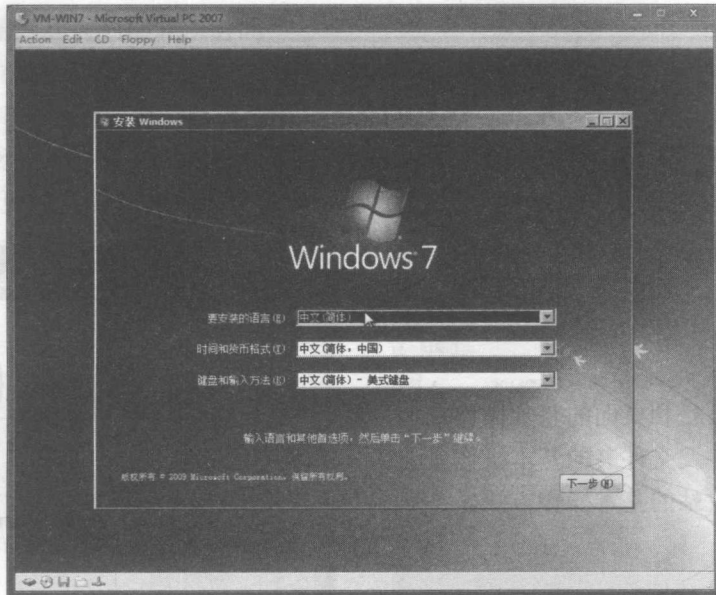 VM-WIN7 - Microsoft Virtual PC 2007
Action Edit CD Floppy Help
安装 Windows
Windows 7
要安装的语言(E) 中文(简体)
时间和货币格式(T) 中文(简体，中国)
键盘和输入方法(K) 中文(简体) - 美式键盘
输入语言和其他首选项，然后单击“下一步”继续。
版权所有 © 2009 Microsoft Corporation。保留所有权利。
下一步(N)